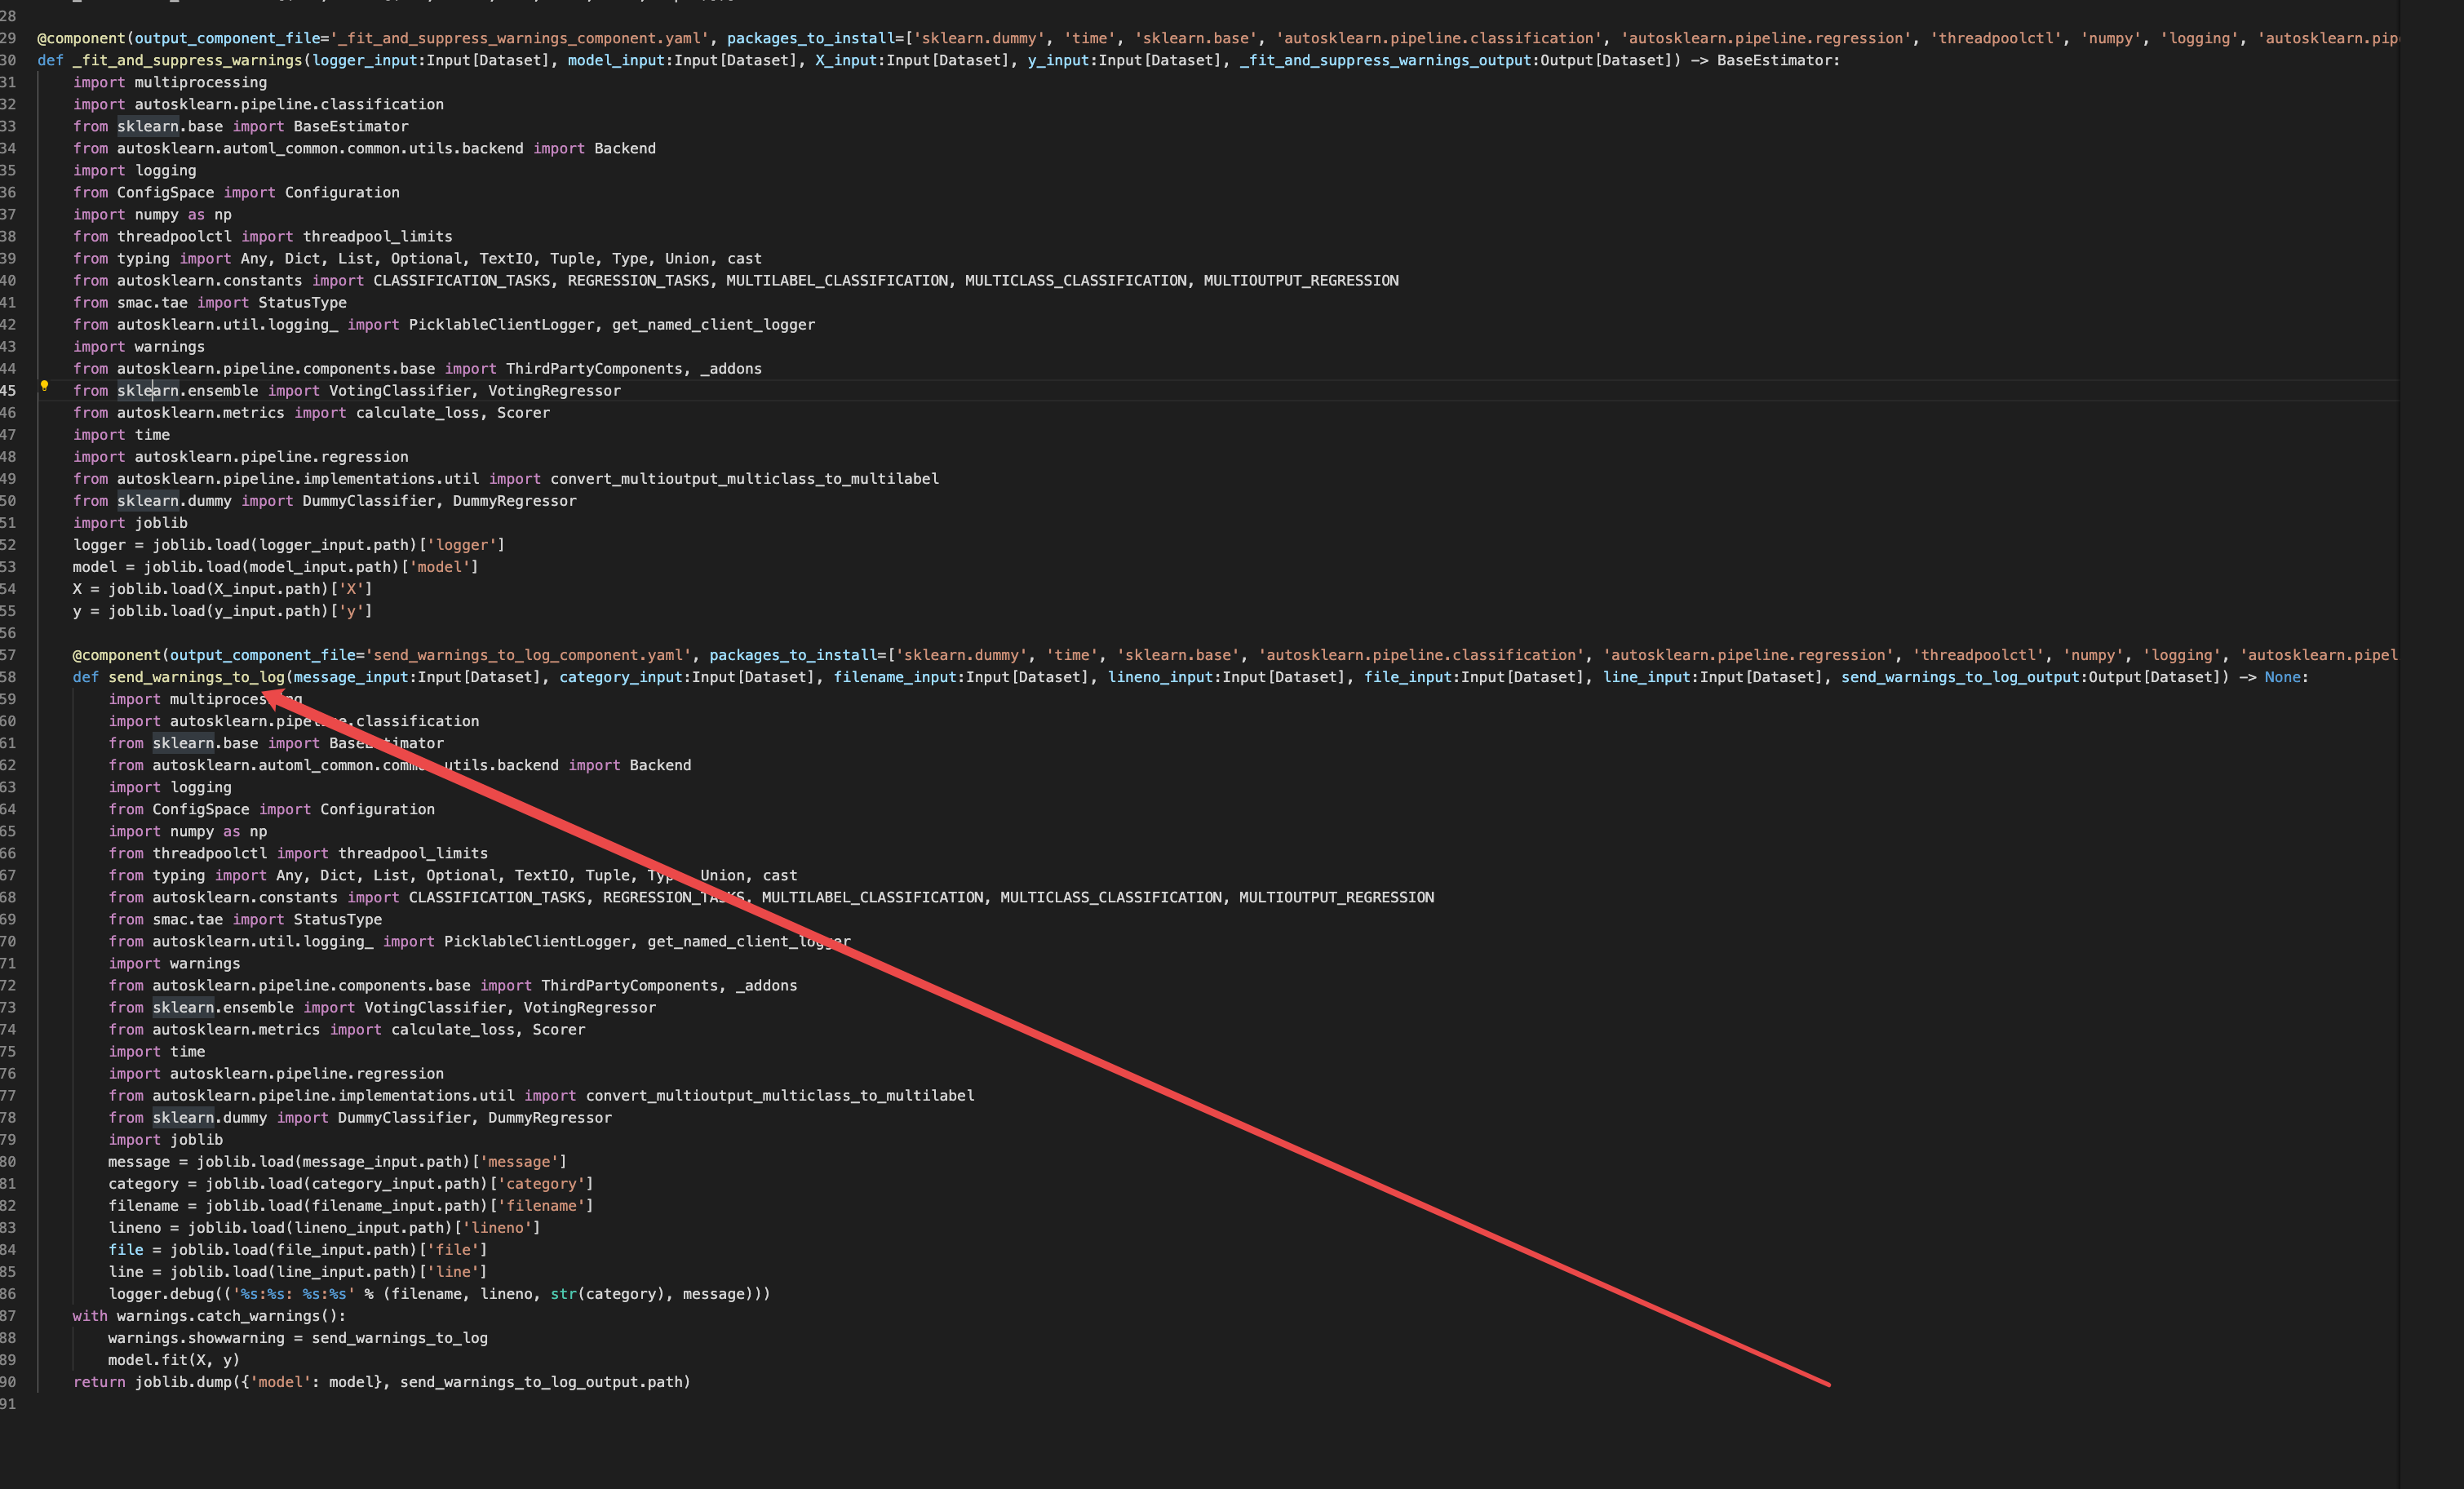 28
29 @component(output_component_file='_fit_and_suppress_warnings_component.yaml', packages_to_install=['sklearn.dummy', 'time', 'sklearn.base', 'autosklearn.pipeline.classification', 'autosklearn.pipeline.regression', 'threadpoolctl', 'numpy', 'logging', 'autosklearn.pip
30 def _fit_and_suppress_warnings(logger_input:Input[Dataset], model_input:Input[Dataset], X_input:Input[Dataset], y_input:Input[Dataset], _fit_and_suppress_warnings_output:Output[Dataset]) -> BaseEstimator:
31 import multiprocessing
32 import autosklearn.pipeline.classification
33 from sklearn.base import BaseEstimator
34 from autosklearn.automl_common.common.utils.backend import Backend
35 import logging
36 from ConfigSpace import Configuration
37 import numpy as np
38 from threadpoolctl import threadpool_limits
39 from typing import Any, Dict, List, Optional, TextIO, Tuple, Type, Union, cast
40 from autosklearn.constants import CLASSIFICATION_TASKS, REGRESSION_TASKS, MULTILABEL_CLASSIFICATION, MULTICLASS_CLASSIFICATION, MULTIOUTPUT_REGRESSION
41 from smac.tae import StatusType
42 from autosklearn.util.logging_ import PicklableClientLogger, get_named_client_logger
43 import warnings
44 from autosklearn.pipeline.components.base import ThirdPartyComponents, _addons
45 from sklearn.ensemble import VotingClassifier, VotingRegressor
46 from autosklearn.metrics import calculate_loss, Scorer
47 import time
48 import autosklearn.pipeline.regression
49 from autosklearn.pipeline.implementations.util import convert_multioutput_multiclass_to_multilabel
50 from sklearn.dummy import DummyClassifier, DummyRegressor
51 import joblib
52 logger = joblib.load(logger_input.path)['logger']
53 model = joblib.load(model_input.path)['model']
54 X = joblib.load(X_input.path)['X']
55 y = joblib.load(y_input.path)['y']
56
57 @component(output_component_file='send_warnings_to_log_component.yaml', packages_to_install=['sklearn.dummy', 'time', 'sklearn.base', 'autosklearn.pipeline.classification', 'autosklearn.pipeline.regression', 'threadpoolctl', 'numpy', 'logging', 'autosklearn.pipel
58 def send_warnings_to_log(message_input:Input[Dataset], category_input:Input[Dataset], filename_input:Input[Dataset], lineno_input:Input[Dataset], file_input:Input[Dataset], line_input:Input[Dataset], send_warnings_to_log_output:Output[Dataset]) -> None:
59 import multiprocessing
60 import autosklearn.pipeline.classification
61 from sklearn.base import BaseEstimator
62 from autosklearn.automl_common.common.utils.backend import Backend
63 import logging
64 from ConfigSpace import Configuration
65 import numpy as np
66 from threadpoolctl import threadpool_limits
67 from typing import Any, Dict, List, Optional, TextIO, Tuple, Type, Union, cast
68 from autosklearn.constants import CLASSIFICATION_TASKS, REGRESSION_TASKS, MULTILABEL_CLASSIFICATION, MULTICLASS_CLASSIFICATION, MULTIOUTPUT_REGRESSION
69 from smac.tae import StatusType
70 from autosklearn.util.logging_ import PicklableClientLogger, get_named_client_logger
71 import warnings
72 from autosklearn.pipeline.components.base import ThirdPartyComponents, _addons
73 from sklearn.ensemble import VotingClassifier, VotingRegressor
74 from autosklearn.metrics import calculate_loss, Scorer
75 import time
76 import autosklearn.pipeline.regression
77 from autosklearn.pipeline.implementations.util import convert_multioutput_multiclass_to_multilabel
78 from sklearn.dummy import DummyClassifier, DummyRegressor
79 import joblib
80 message = joblib.load(message_input.path)['message']
81 category = joblib.load(category_input.path)['category']
82 filename = joblib.load(filename_input.path)['filename']
83 lineno = joblib.load(lineno_input.path)['lineno']
84 file = joblib.load(file_input.path)['file']
85 line = joblib.load(line_input.path)['line']
86 logger.debug(('%s:%s: %s:%s' % (filename, lineno, str(category), message)))
87 with warnings.catch_warnings():
88 warnings.showwarning = send_warnings_to_log
89 model.fit(X, y)
90 return joblib.dump({'model': model}, send_warnings_to_log_output.path)
91